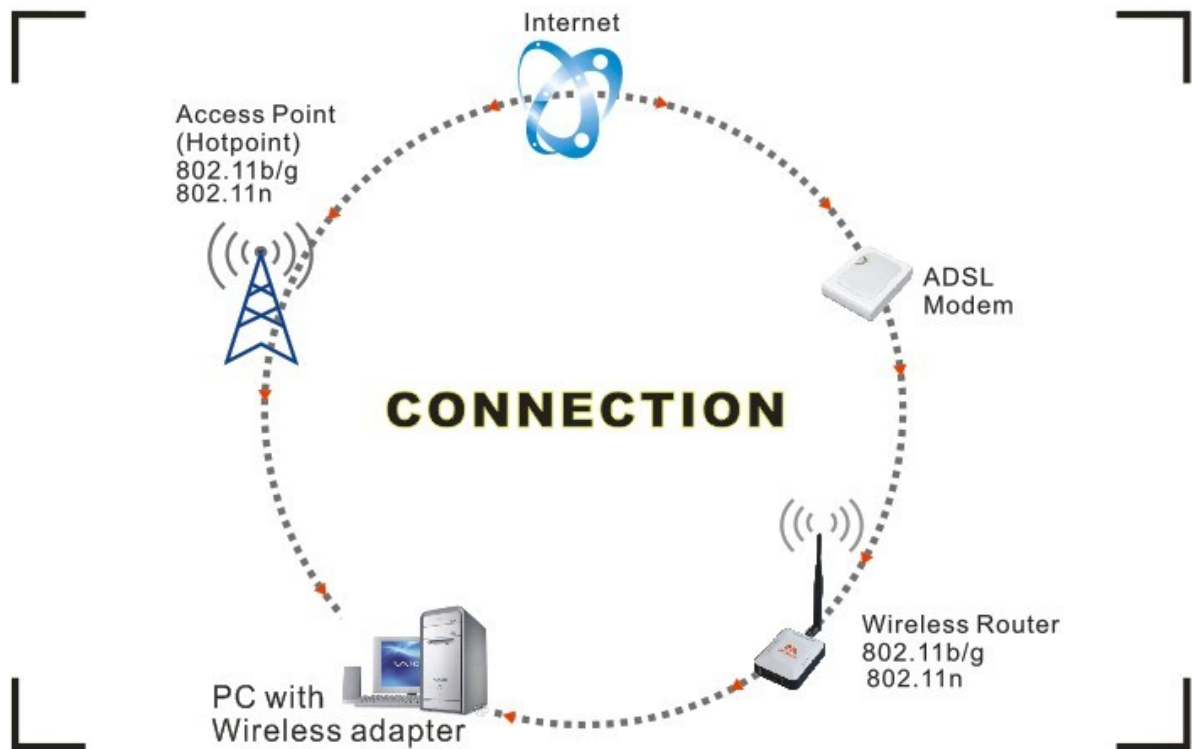 Internet
Access Point
(Hotpoint)
802.11b/g
802.11n
ADSL
Modem
CONNECTION
Wireless Router
802.11b/g
802.11n
PC with
Wireless adapter
VAIO